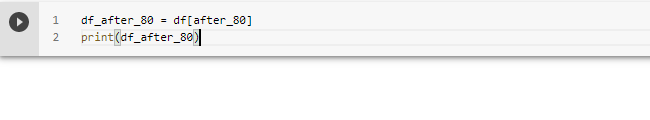 1 df_after_80 = df[after_80]
2 print(df_after_80)